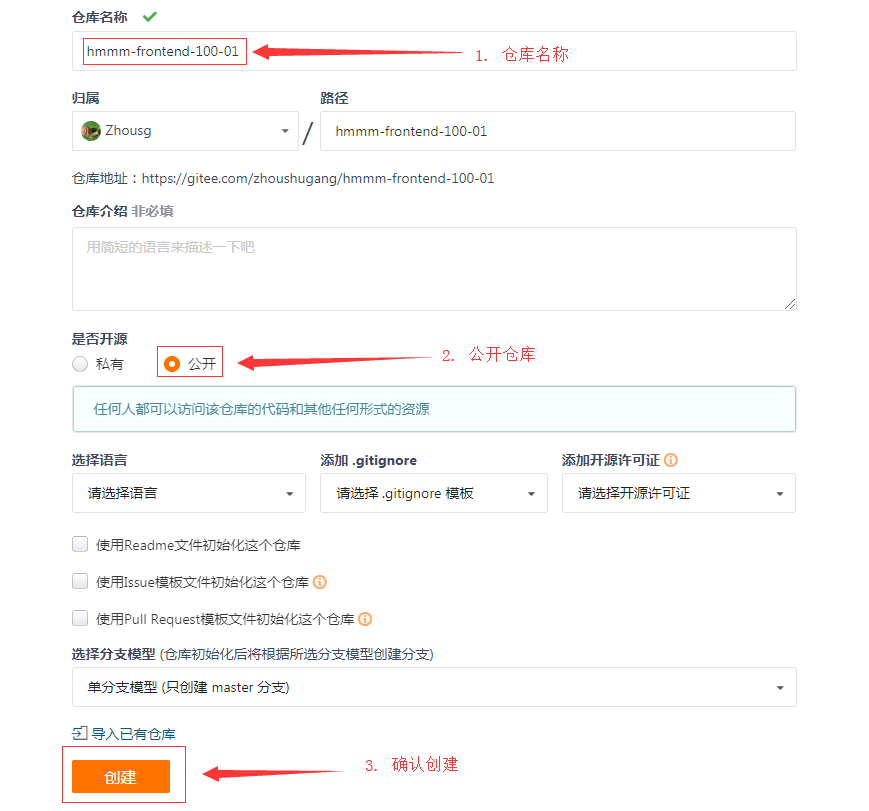 仓库名称
hmmm-frontend-100-01
1. 仓库名称
归属
路径
Zhousg
/
hmmm-frontend-100-01
仓库地址：https://gitee.com/zhoushugang/hmmm-frontend-100-01
仓库介绍 非必填
用简短的语言来描述一下吧
是否开源
私有
公开
2. 公开仓库
任何人都可以访问该仓库的代码和其他任何形式的资源
选择语言
添加 .gitignore
添加开源许可证
请选择语言
请选择 .gitignore 模板
请选择开源许可证
使用Readme文件初始化这个仓库
使用Issue模板文件初始化这个仓库
使用Pull Request模板文件初始化这个仓库
选择分支模型 (仓库初始化后将根据所选分支模型创建分支)
单分支模型 (只创建 master 分支)
导入已有仓库
创建
3. 确认创建